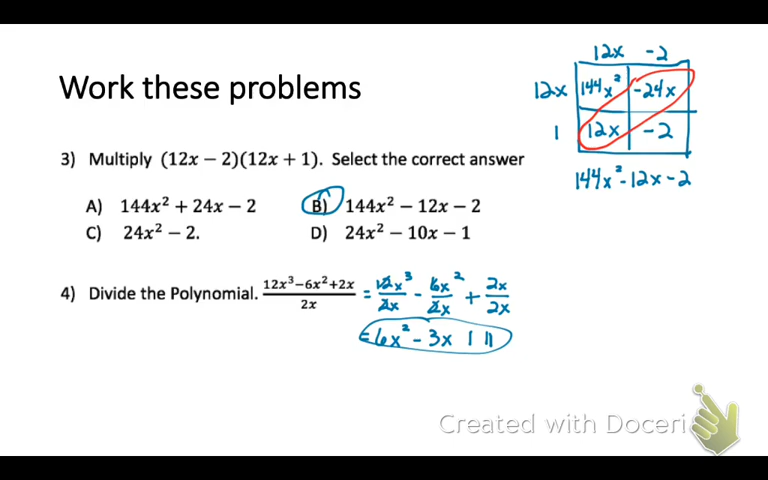 Work these problems
12x -2
12x 144x² -24x
1 12x -2
144x² - 12x - 2
3) Multiply (12x − 2)(12x + 1). Select the correct answer
A) 144x² + 24x − 2 B) 144x² − 12x − 2
C) 24x² − 2. D) 24x² − 10x − 1
4) Divide the Polynomial. (12x³−6x²+2x)/(2x) = 12x³/2x - 6x²/2x + 2x/2x
= 6x² - 3x
Created with Doceri